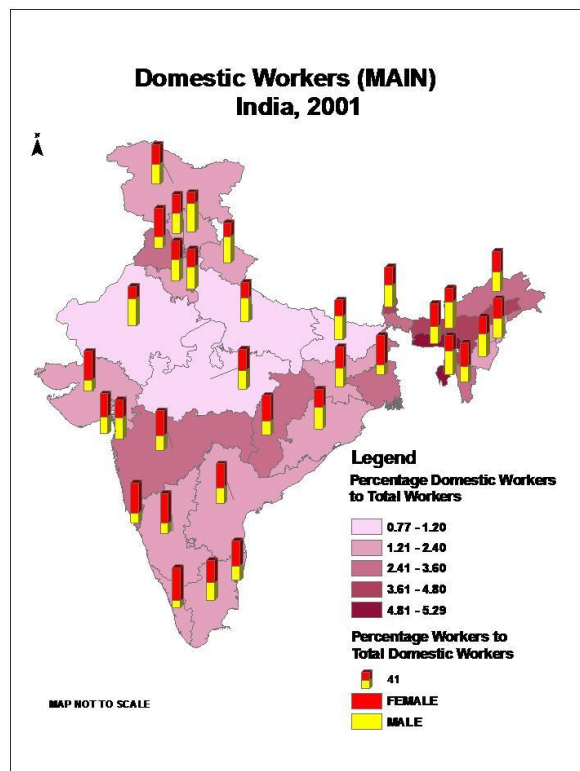 Domestic Workers (MAIN)
India, 2001
N
Legend
Percentage Domestic Workers
to Total Workers
0.77 - 1.20
1.21 - 2.40
2.41 - 3.60
3.61 - 4.80
4.81 - 5.29
Percentage Workers to
Total Domestic Workers
41
FEMALE
MALE
MAP NOT TO SCALE